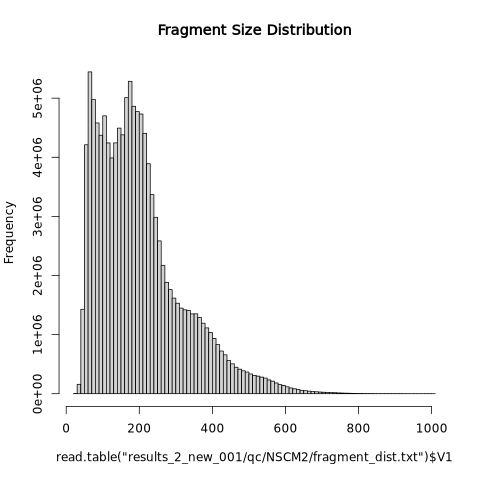 Fragment Size Distribution
Frequency
5e+06
4e+06
3e+06
2e+06
1e+06
0e+00
0 200 400 600 800 1000
read.table("results_2_new_001/qc/NSCM2/fragment_dist.txt")$V1